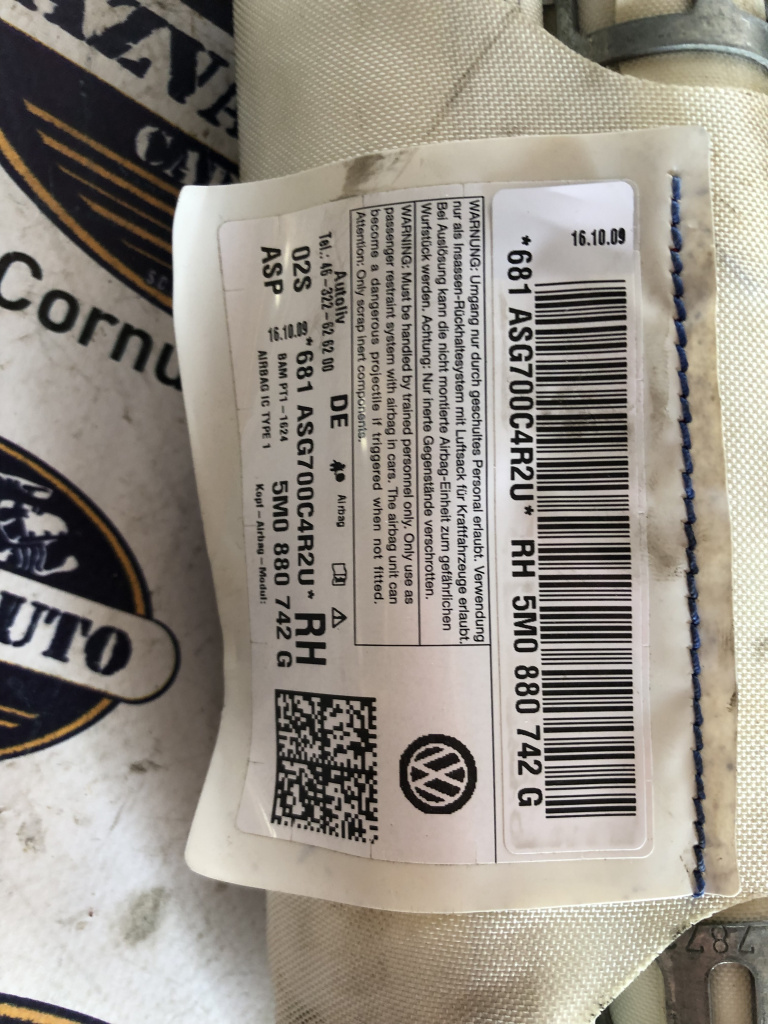 16.10.09
*681 ASG700C4R2U* RH 5M0 880 742 G
WARNUNG: Umgang nur durch geschultes Personal erlaubt. Verwendung
nur als Insassen-Rückhaltesystem mit Luftsack für Kraftfahrzeuge erlaubt.
Bei Auslösung kann die nicht montierte Airbag-Einheit zum gefährlichen
Wurfstück werden. Achtung: Nur inerte Gegenstände verschrotten.
WARNING: Must be handled by trained personnel only. Only use as
passenger restraint system with airbag in cars. The airbag unit can
become a dangerous projectile if triggered when not fitted.
Attention: Only scrap inert components.
Autoliv DE Airbag
Tel.: 46-322-62 62 00
02S *681 ASG700C4R2U* RH
16.10.09
ASP BAM PT1-1624 5M0 880 742 G
AIRBAG IC TYPE 1 Kopf-Airbag-Modul:
VW
CAR
Cornu
UTO
787